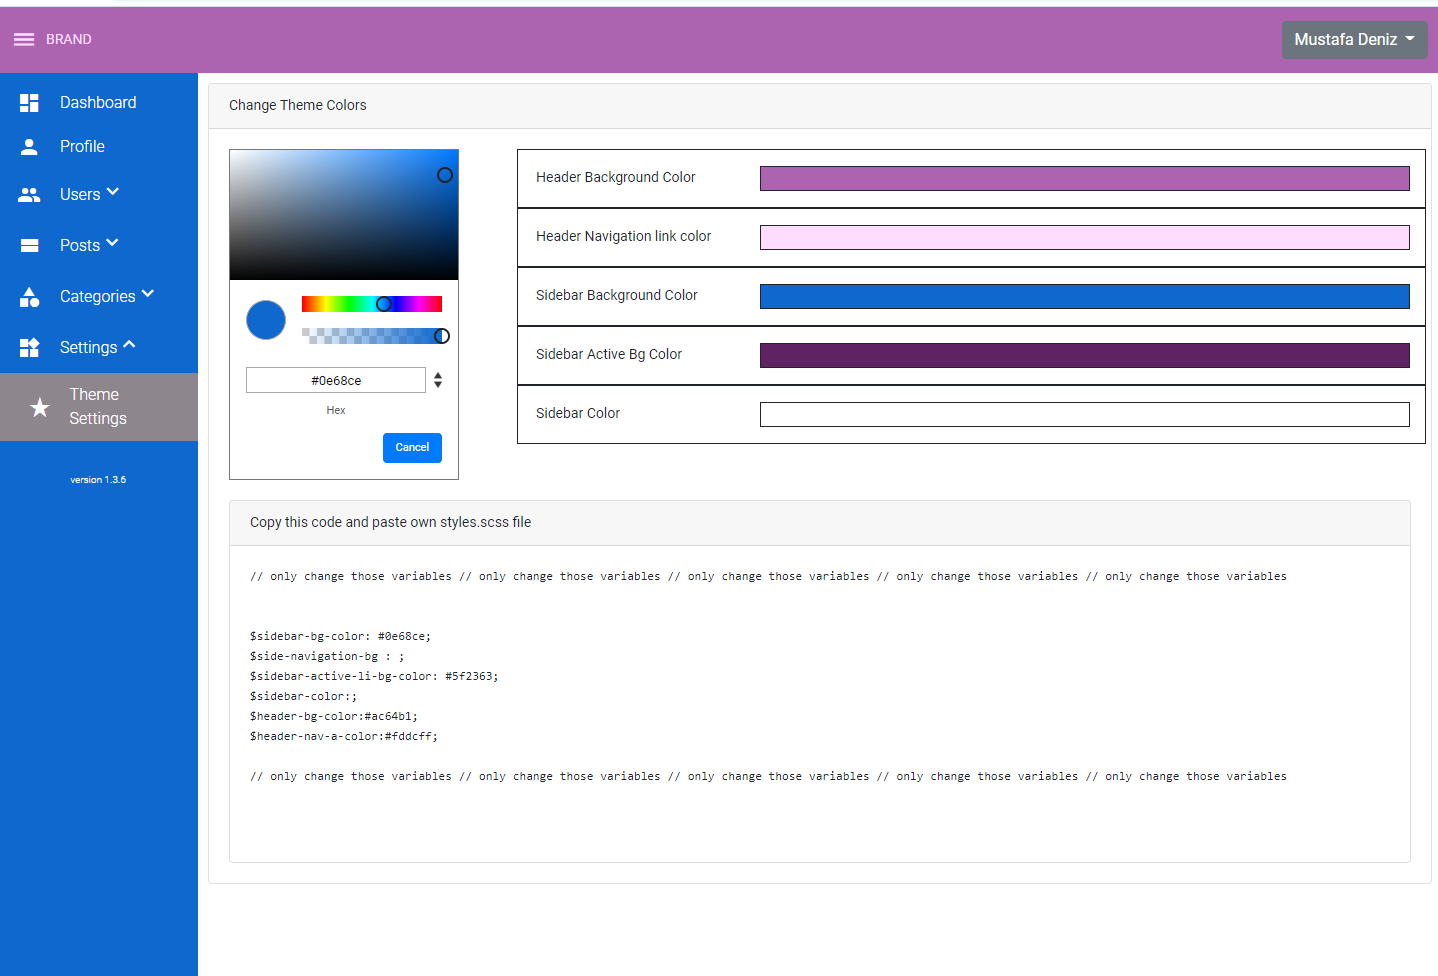 BRAND
Mustafa Deniz
Dashboard
Profile
Users
Posts
Categories
Settings
Theme
Settings
version 1.3.6
Change Theme Colors
#0e68ce
Hex
Cancel
Header Background Color
Header Navigation link color
Sidebar Background Color
Sidebar Active Bg Color
Sidebar Color
Copy this code and paste own styles.scss file
// only change those variables // only change those variables // only change those variables // only change those variables // only change those variables
$sidebar-bg-color: #0e68ce;
$side-navigation-bg : ;
$sidebar-active-li-bg-color: #5f2363;
$sidebar-color:;
$header-bg-color:#ac64b1;
$header-nav-a-color:#fddcff;
// only change those variables // only change those variables // only change those variables // only change those variables // only change those variables